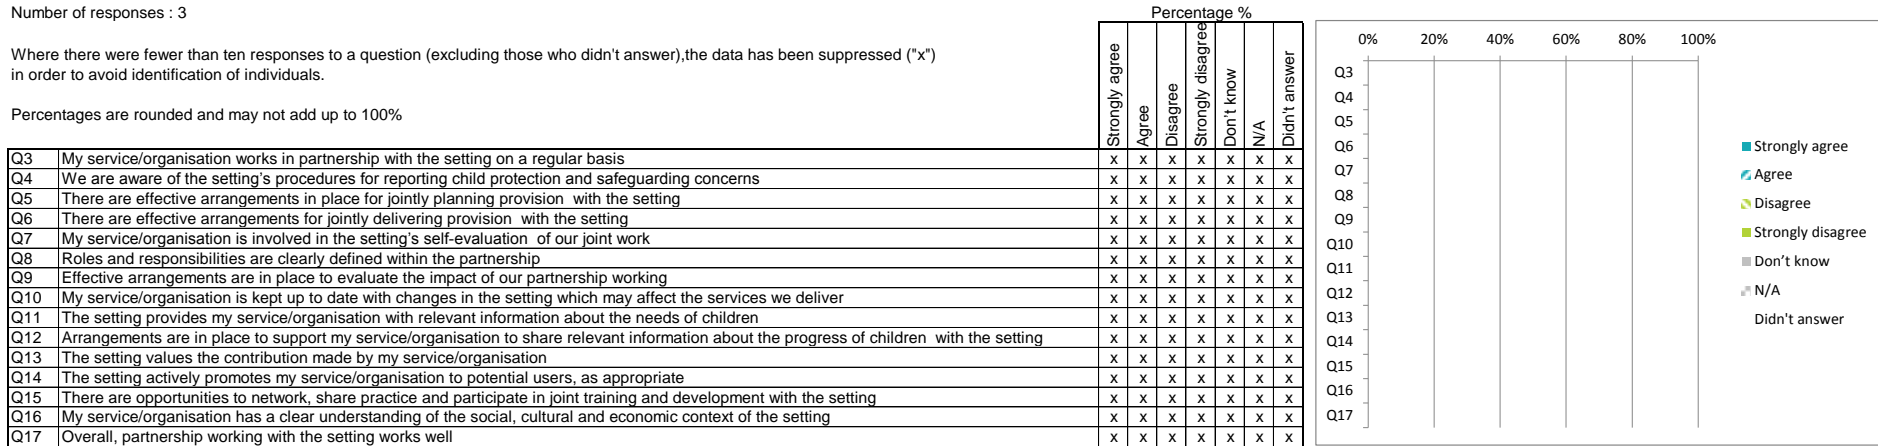 Number of responses : 3
Percentage %
Where there were fewer than ten responses to a question (excluding those who didn't answer),the data has been suppressed ("x")
in order to avoid identification of individuals.
Percentages are rounded and may not add up to 100%
Strongly agree
Agree
Disagree
Strongly disagree
Don't know
N/A
Didn't answer
Q3 My service/organisation works in partnership with the setting on a regular basis x x x x x x x
Q4 We are aware of the setting's procedures for reporting child protection and safeguarding concerns x x x x x x x
Q5 There are effective arrangements in place for jointly planning provision with the setting x x x x x x x
Q6 There are effective arrangements for jointly delivering provision with the setting x x x x x x x
Q7 My service/organisation is involved in the setting's self-evaluation of our joint work x x x x x x x
Q8 Roles and responsibilities are clearly defined within the partnership x x x x x x x
Q9 Effective arrangements are in place to evaluate the impact of our partnership working x x x x x x x
Q10 My service/organisation is kept up to date with changes in the setting which may affect the services we deliver x x x x x x x
Q11 The setting provides my service/organisation with relevant information about the needs of children x x x x x x x
Q12 Arrangements are in place to support my service/organisation to share relevant information about the progress of children with the setting x x x x x x x
Q13 The setting values the contribution made by my service/organisation x x x x x x x
Q14 The setting actively promotes my service/organisation to potential users, as appropriate x x x x x x x
Q15 There are opportunities to network, share practice and participate in joint training and development with the setting x x x x x x x
Q16 My service/organisation has a clear understanding of the social, cultural and economic context of the setting x x x x x x x
Q17 Overall, partnership working with the setting works well x x x x x x x
0% 20% 40% 60% 80% 100%
Q3
Q4
Q5
Q6
Q7
Q8
Q9
Q10
Q11
Q12
Q13
Q14
Q15
Q16
Q17
Strongly agree
Agree
Disagree
Strongly disagree
Don't know
N/A
Didn't answer